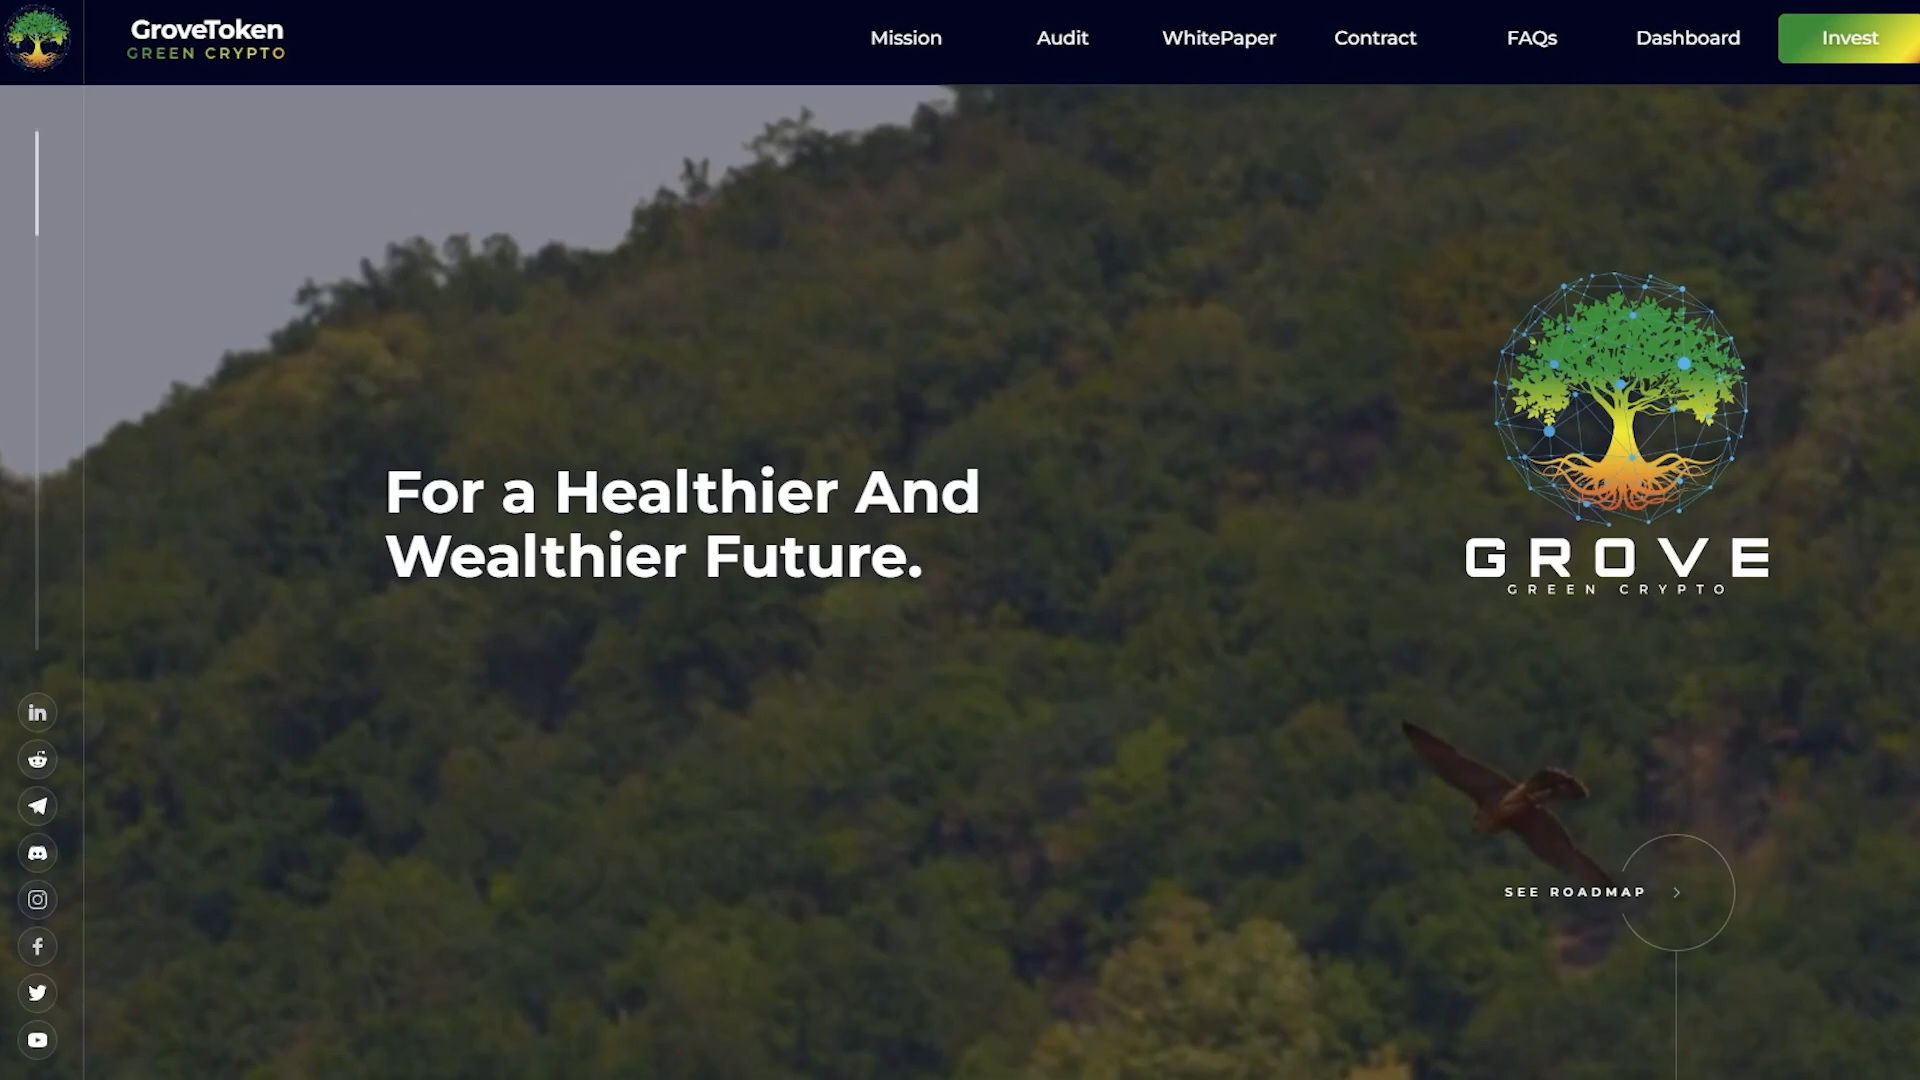 GroveToken
GREEN CRYPTO
Mission
Audit
WhitePaper
Contract
FAQs
Dashboard
Invest
For a Healthier And
Wealthier Future.
GROVE
GREEN CRYPTO
SEE ROADMAP